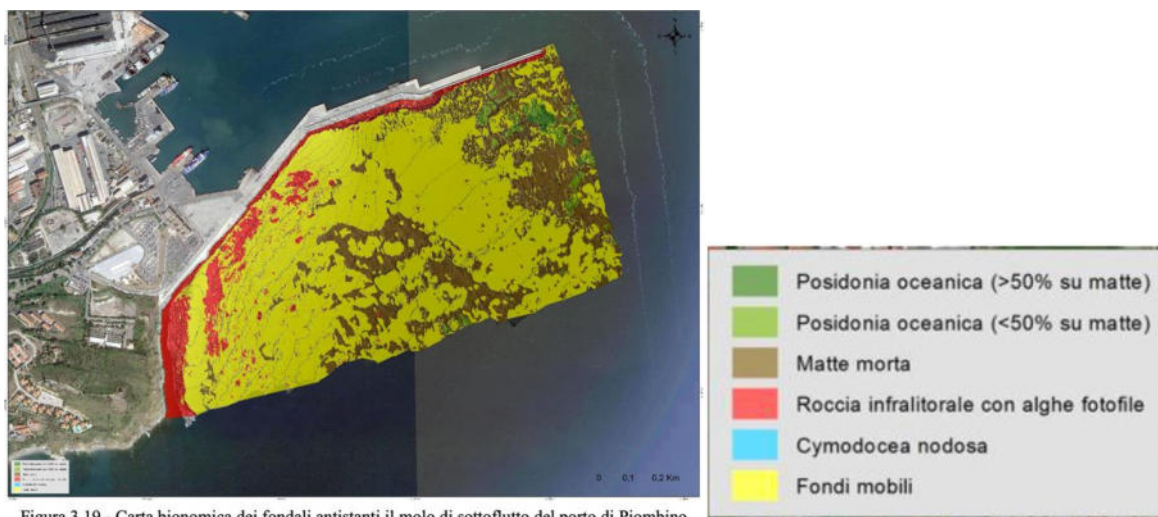 0 0,1 0,2 Km
Figura 3.19 - Carta bionomica dei fondali antistanti il molo di sottoflutto del porto di Piombino
Posidonia oceanica (>50% su matte)
Posidonia oceanica (<50% su matte)
Matte morta
Roccia infralitorale con alghe fotofile
Cymodocea nodosa
Fondi mobili